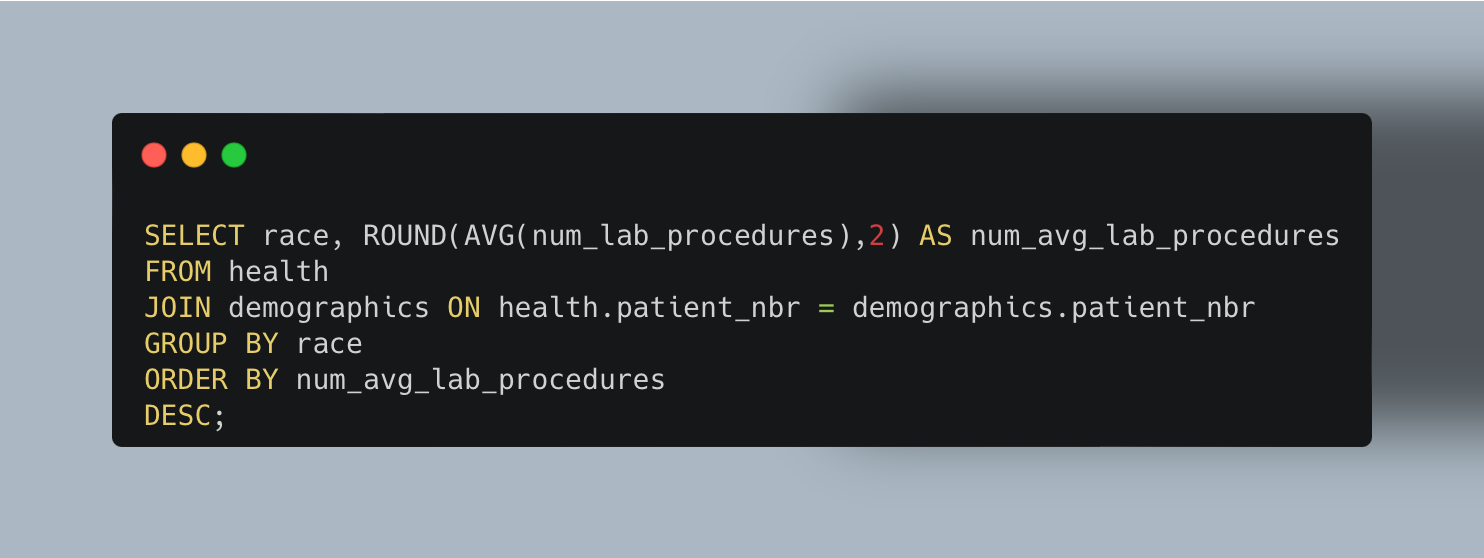 SELECT race, ROUND(AVG(num_lab_procedures),2) AS num_avg_lab_procedures
FROM health
JOIN demographics ON health.patient_nbr = demographics.patient_nbr
GROUP BY race
ORDER BY num_avg_lab_procedures
DESC;